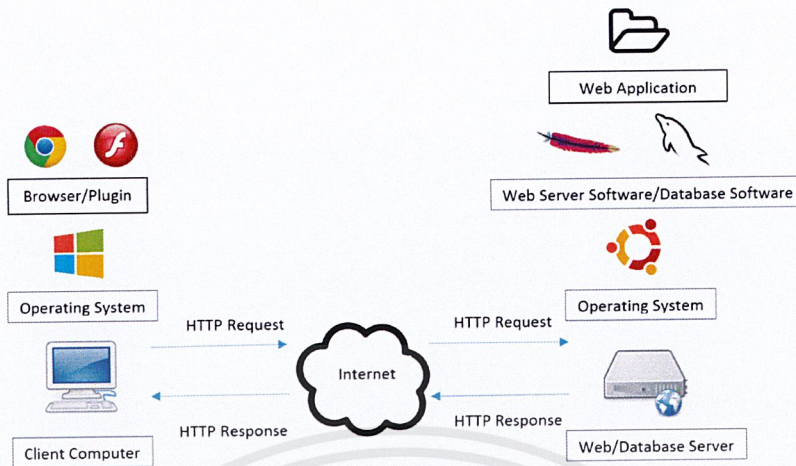 Web Application
Browser/Plugin
Web Server Software/Database Software
Operating System
Operating System
HTTP Request
HTTP Request
Internet
HTTP Response
HTTP Response
Client Computer
Web/Database Server